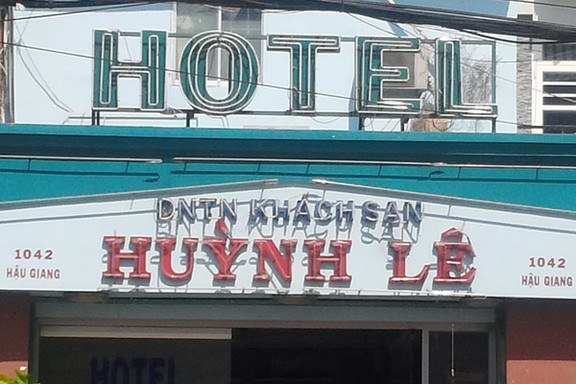 HOTEL
DNTN KHÁCH SẠN
HUỲNH LÊ
1042
HẬU GIANG
1042
HẬU GIANG
HOTEL